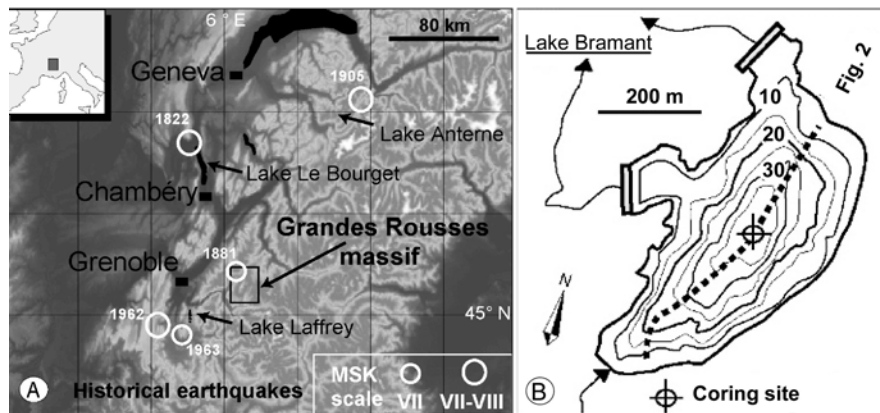 6 ° E
80 km
Geneva
1905
Lake Anterne
1822
Lake Le Bourget
Chambéry
Grandes Rousses
massif
1881
Grenoble
45° N
1962
Lake Laffrey
1963
A
Historical earthquakes
MSK
scale
VII
VII-VIII
B
Lake Bramant
Fig. 2
200 m
10
20
30
N
Coring site